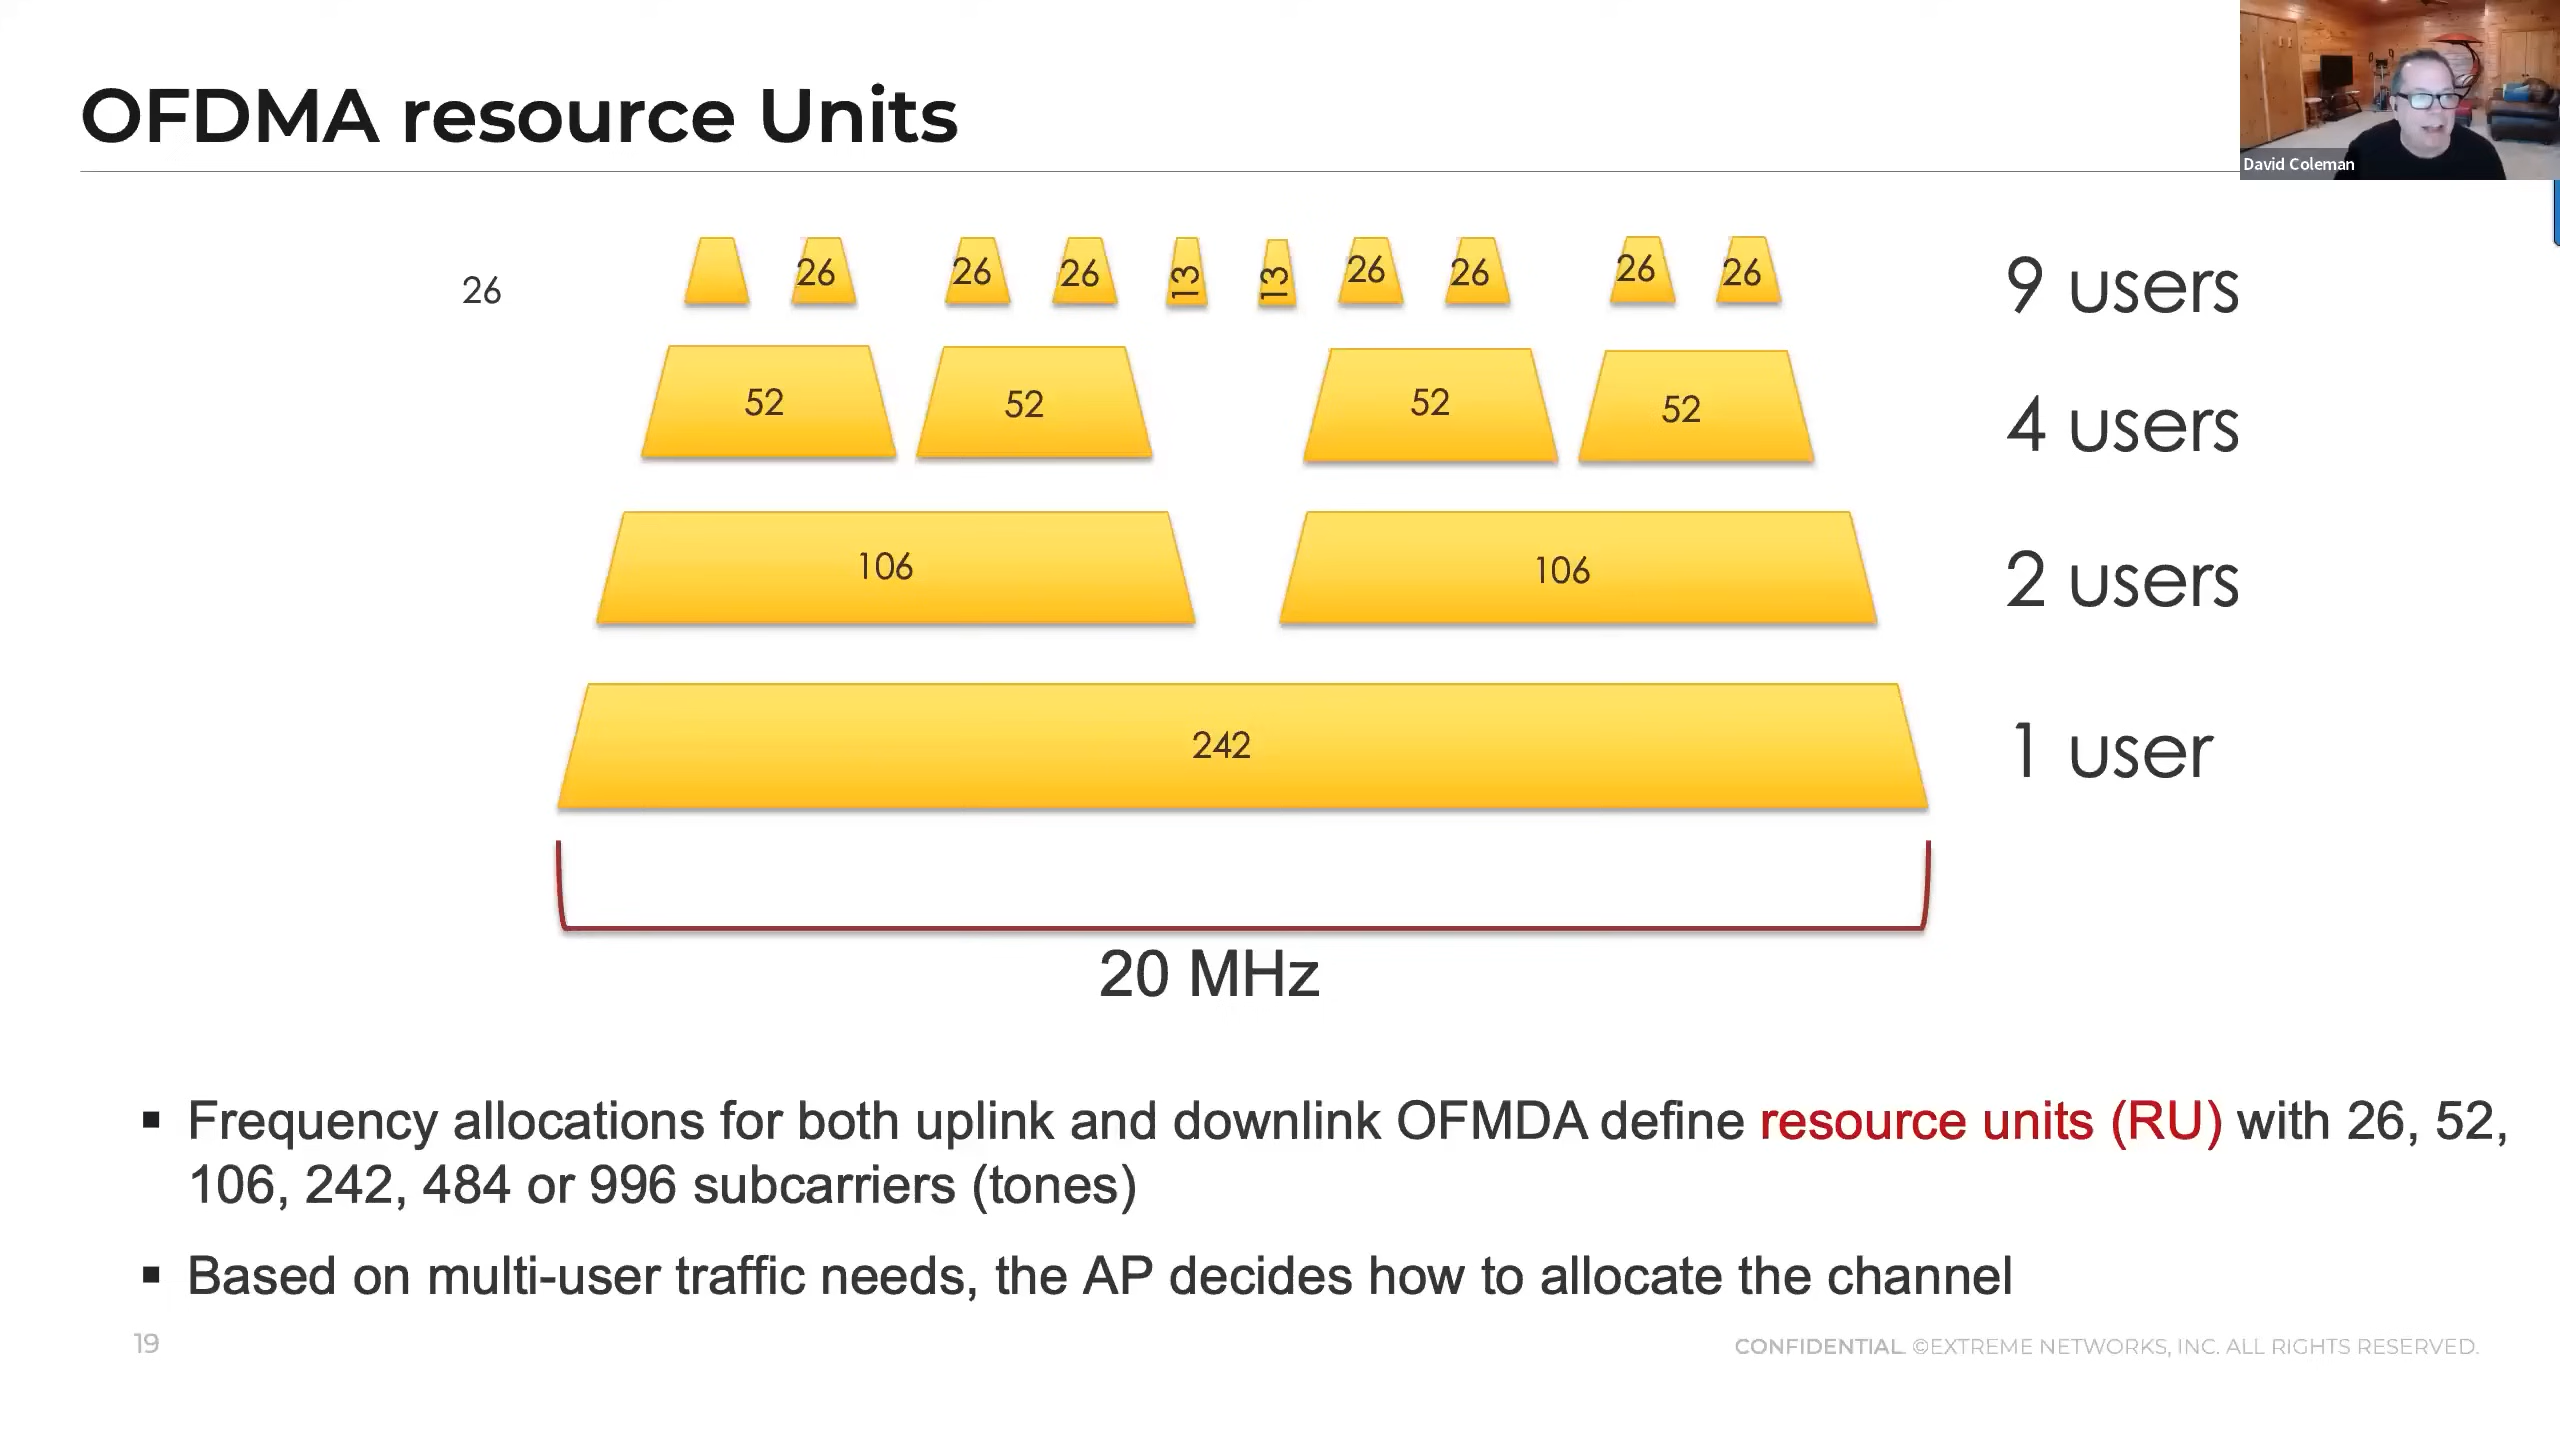 OFDMA resource Units
David Coleman
26
26
26
26
13
13
26
26
26
26
9 users
52
52
52
52
4 users
106
106
2 users
242
1 user
20 MHz
▪ Frequency allocations for both uplink and downlink OFMDA define resource units (RU) with 26, 52,
106, 242, 484 or 996 subcarriers (tones)
▪ Based on multi-user traffic needs, the AP decides how to allocate the channel
19
CONFIDENTIAL. ©EXTREME NETWORKS, INC. ALL RIGHTS RESERVED.